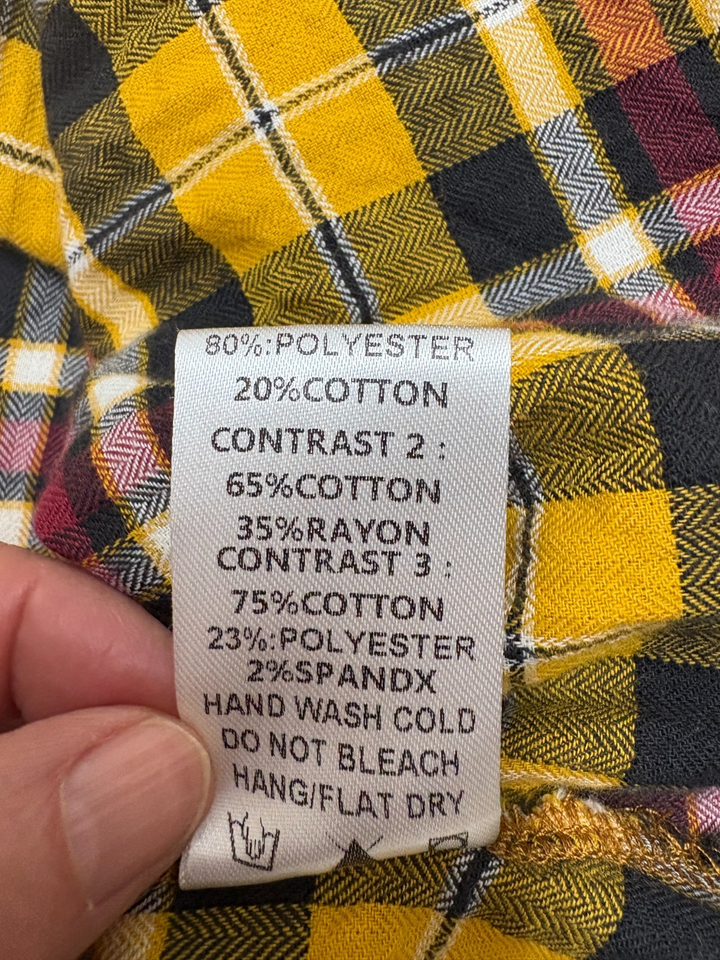 80%:POLYESTER
20%COTTON
CONTRAST 2 :
65%COTTON
35%RAYON
CONTRAST 3 :
75%COTTON
23%:POLYESTER
2%SPANDX
HAND WASH COLD
DO NOT BLEACH
HANG/FLAT DRY